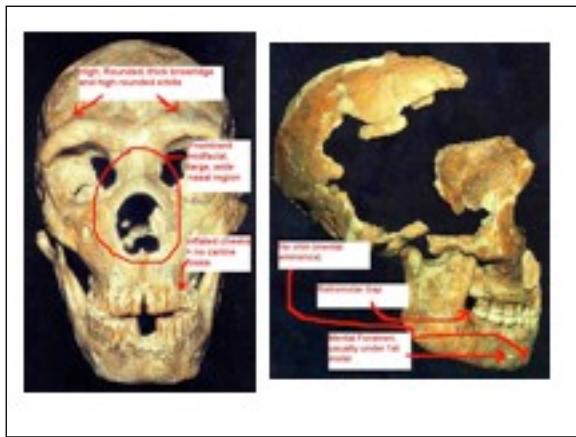 High, Rounded, thick browridge
and high rounded orbits
Prominent
midfacial,
large, wide
nasal region
Inflated cheeks
= no canine
fossa
No chin (mental
eminence)
Retromolar Gap
Mental Foramen,
usually under 1st
molar